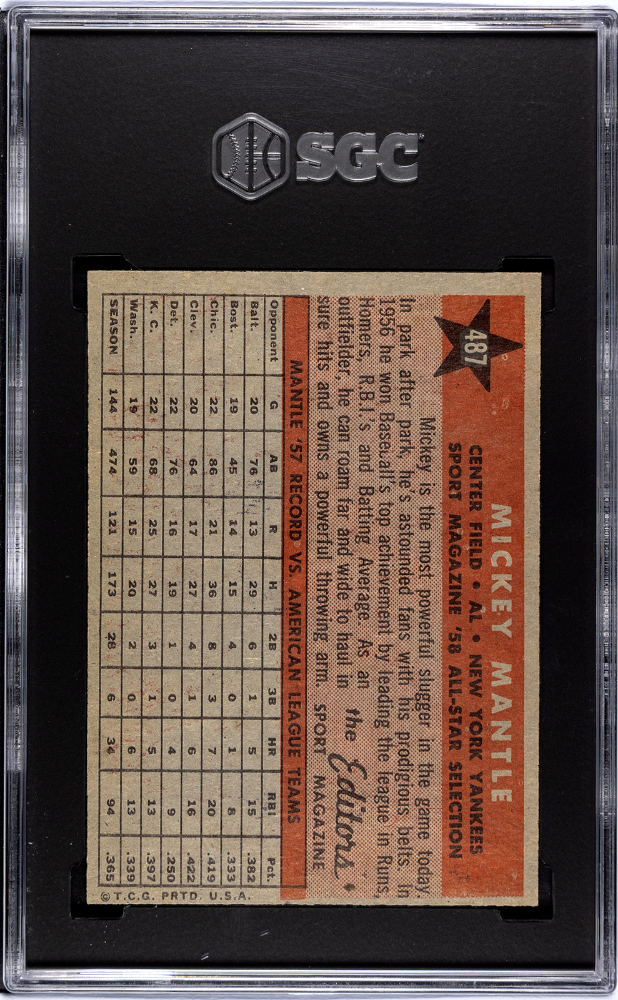 SGC
487
MICKEY MANTLE
CENTER FIELD • AL • NEW YORK YANKEES
SPORT MAGAZINE '58 ALL-STAR SELECTION
Mickey is the most powerful slugger in the game today.
In park after park, he's astounded fans with his prodigious belts. In
1956 he won Baseball's top achievement by leading the league in Runs,
Homers, R.B.I.'s and Batting Average. As an
outfielder, he can roam far and wide to haul in
sure hits and owns a powerful throwing arm.
the Editors •
SPORT MAGAZINE
MANTLE '57 RECORD VS. AMERICAN LEAGUE TEAMS
Opponent G AB R H 2B 3B HR RBI Pct.
Balt. 20 76 13 29 6 1 5 15 .382
Bost. 19 45 14 15 4 0 1 8 .333
Chic. 22 86 21 36 8 3 7 20 .419
Clev. 20 64 17 27 4 1 6 16 .422
Det. 22 76 16 19 1 0 4 9 .250
K. C. 22 68 25 27 3 1 5 13 .397
Wash. 19 59 15 20 2 0 6 13 .339
SEASON 144 474 121 173 28 6 34 94 .365
© T.C.G. PRTD. U.S.A.